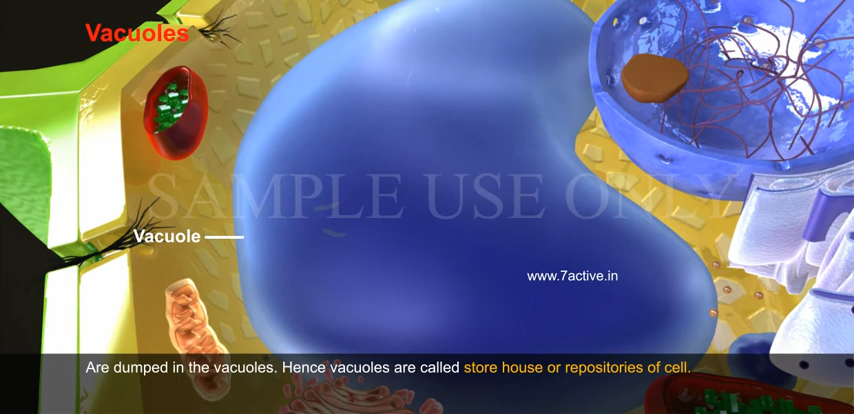 Vacuoles
SAMPLE USE ONLY
Vacuole
www.7active.in
Are dumped in the vacuoles. Hence vacuoles are called store house or repositories of cell.